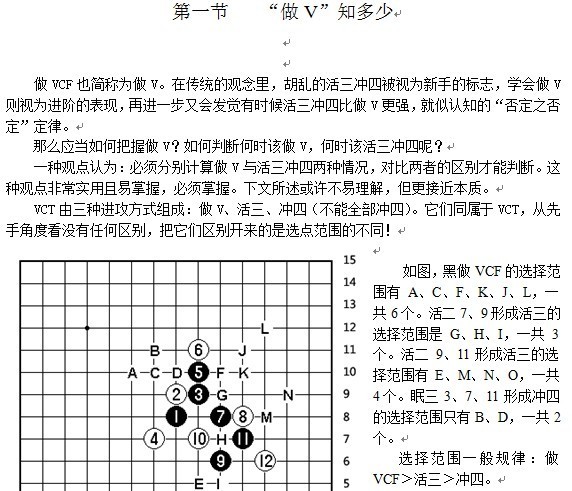 第一节 “做 V”知多少
做 VCF 也简称为做 V。在传统的观念里，胡乱的活三冲四被视为新手的标志，学会做 V
则视为进阶的表现，再进一步又会发觉有时候活三冲四比做 V 更强，就似认知的“否定之否
定”定律。
那么应当如何把握做 V？如何判断何时该做 V，何时该活三冲四呢？
一种观点认为：必须分别计算做 V 与活三冲四两种情况，对比两者的区别才能判断。这
种观点非常实用且易掌握，必须掌握。下文所述或许不易理解，但更接近本质。
VCT 由三种进攻方式组成：做 V、活三、冲四（不能全部冲四）。它们同属于 VCT，从先
手角度看没有任何区别，把它们区别开来的是选点范围的不同！
15
14
13
L 12
B 6 J 11
A C D 5 F K 10
2 3 G N 9
1 7 8 M 8
4 10 H 11 7
9 12 6
E I 5
如图，黑做 VCF 的选择范
围有 A、C、F、K、J、L，一
共 6 个。活二 7、9 形成活三的
选择范围是 G、H、I，一共 3
个。活二 9、11 形成活三的选
择范围有 E、M、N、O，一共
4 个。眠三 3、7、11 形成冲四
的选择范围只有 B、D，一共 2
个。
选择范围一般规律：做
VCF＞活三＞冲四。